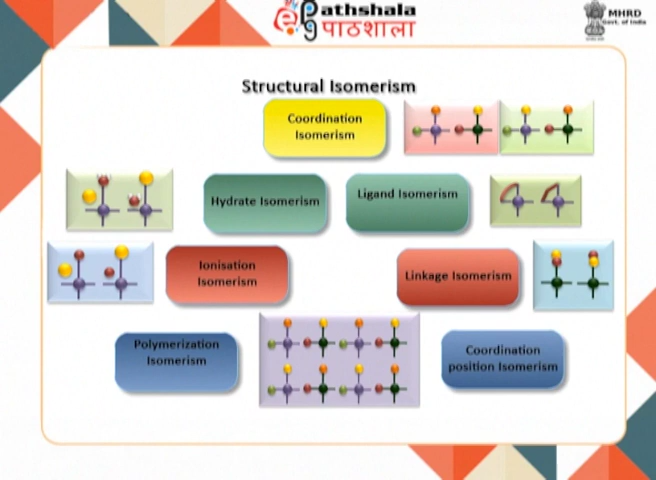 Pathshala
पाठशाला
MHRD
Govt. of India
Structural Isomerism
Coordination
Isomerism
Hydrate Isomerism
Ligand Isomerism
Ionisation
Isomerism
Linkage Isomerism
Polymerization
Isomerism
Coordination
position Isomerism